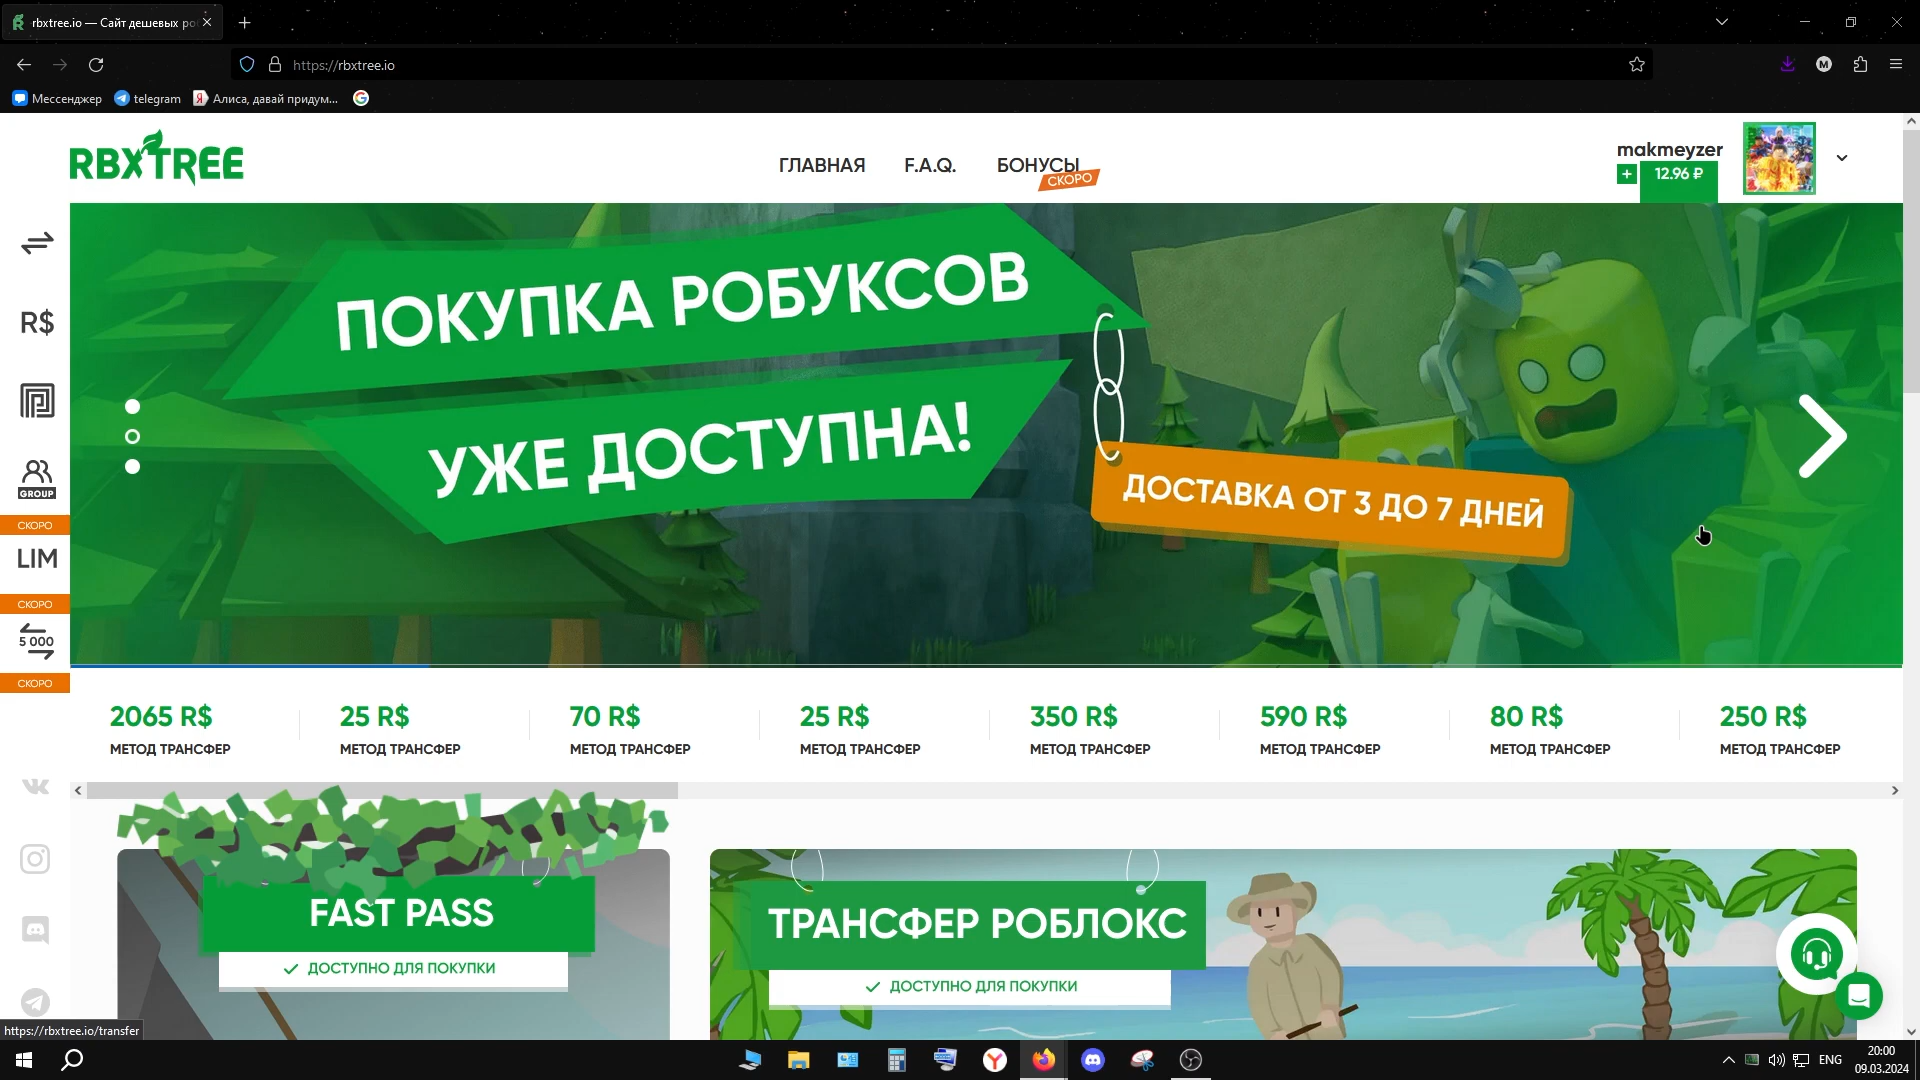 rbxtree.io — Сайт дешевых ро
https://rbxtree.io
M
Мессенджер
telegram
Я
Алиса, давай придум...
G
RBXTREE
ГЛАВНАЯ
F.A.Q.
БОНУСЫ
СКОРО
makmeyzer
+
12.96 ₽
R$
GROUP
СКОРО
LIM
СКОРО
5 000
СКОРО
ПОКУПКА РОБУКСОВ
УЖЕ ДОСТУПНА!
ДОСТАВКА ОТ 3 ДО 7 ДНЕЙ
2065 R$
МЕТОД ТРАНСФЕР
25 R$
МЕТОД ТРАНСФЕР
70 R$
МЕТОД ТРАНСФЕР
25 R$
МЕТОД ТРАНСФЕР
350 R$
МЕТОД ТРАНСФЕР
590 R$
МЕТОД ТРАНСФЕР
80 R$
МЕТОД ТРАНСФЕР
250 R$
МЕТОД ТРАНСФЕР
FAST PASS
ДОСТУПНО ДЛЯ ПОКУПКИ
ТРАНСФЕР РОБЛОКС
ДОСТУПНО ДЛЯ ПОКУПКИ
https://rbxtree.io/transfer
ENG
20:00
09.03.2024